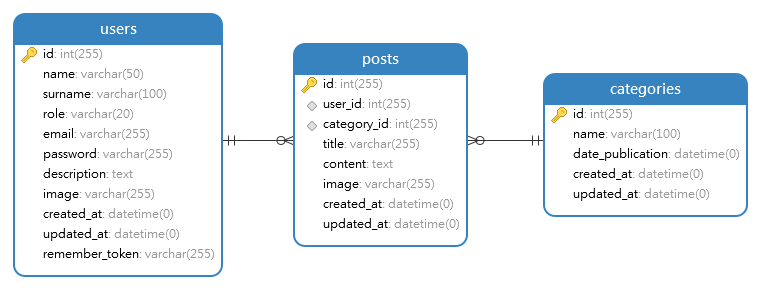 users
id: int(255)
name: varchar(50)
surname: varchar(100)
role: varchar(20)
email: varchar(255)
password: varchar(255)
description: text
image: varchar(255)
created_at: datetime(0)
updated_at: datetime(0)
remember_token: varchar(255)
posts
id: int(255)
user_id: int(255)
category_id: int(255)
title: varchar(255)
content: text
image: varchar(255)
created_at: datetime(0)
updated_at: datetime(0)
categories
id: int(255)
name: varchar(100)
date_publication: datetime(0)
created_at: datetime(0)
updated_at: datetime(0)